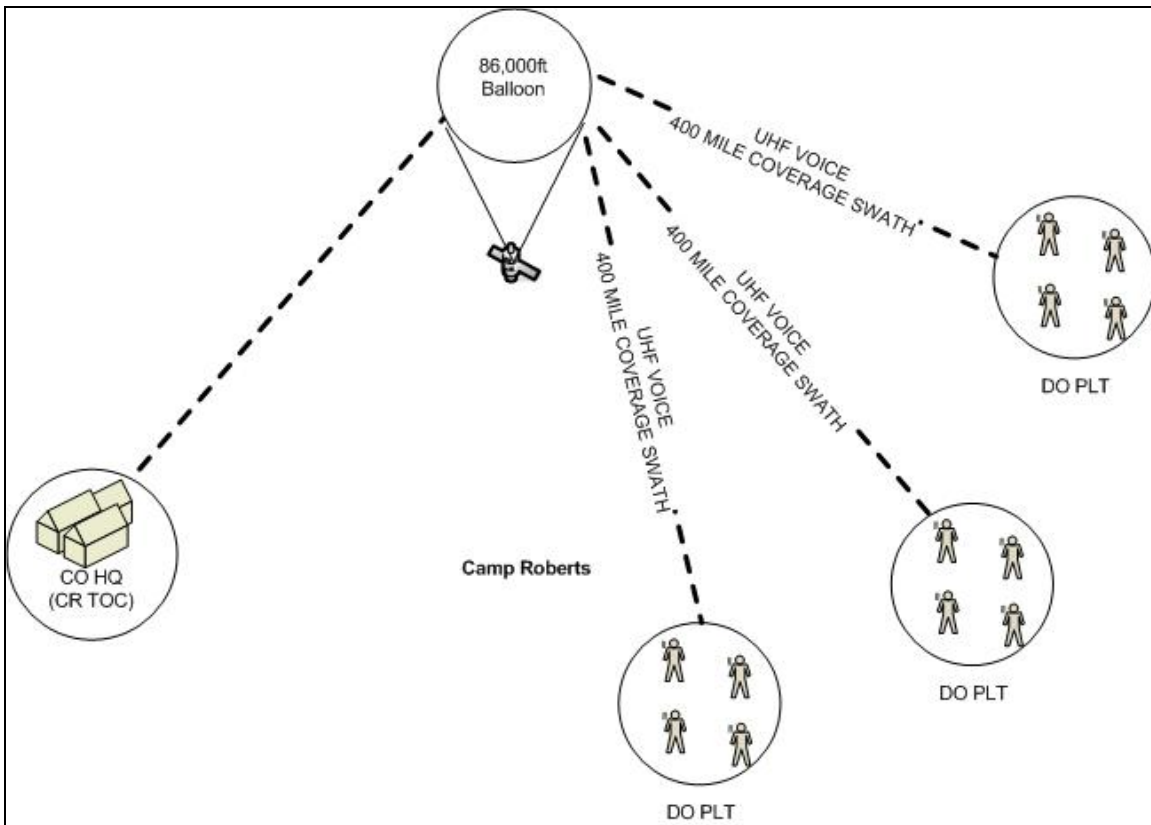 86,000ft
Balloon
UHF VOICE
400 MILE COVERAGE SWATH
UHF VOICE
400 MILE COVERAGE SWATH
UHF VOICE
400 MILE COVERAGE SWATH
DO PLT
CO HQ
(CR TOC)
Camp Roberts
DO PLT
DO PLT